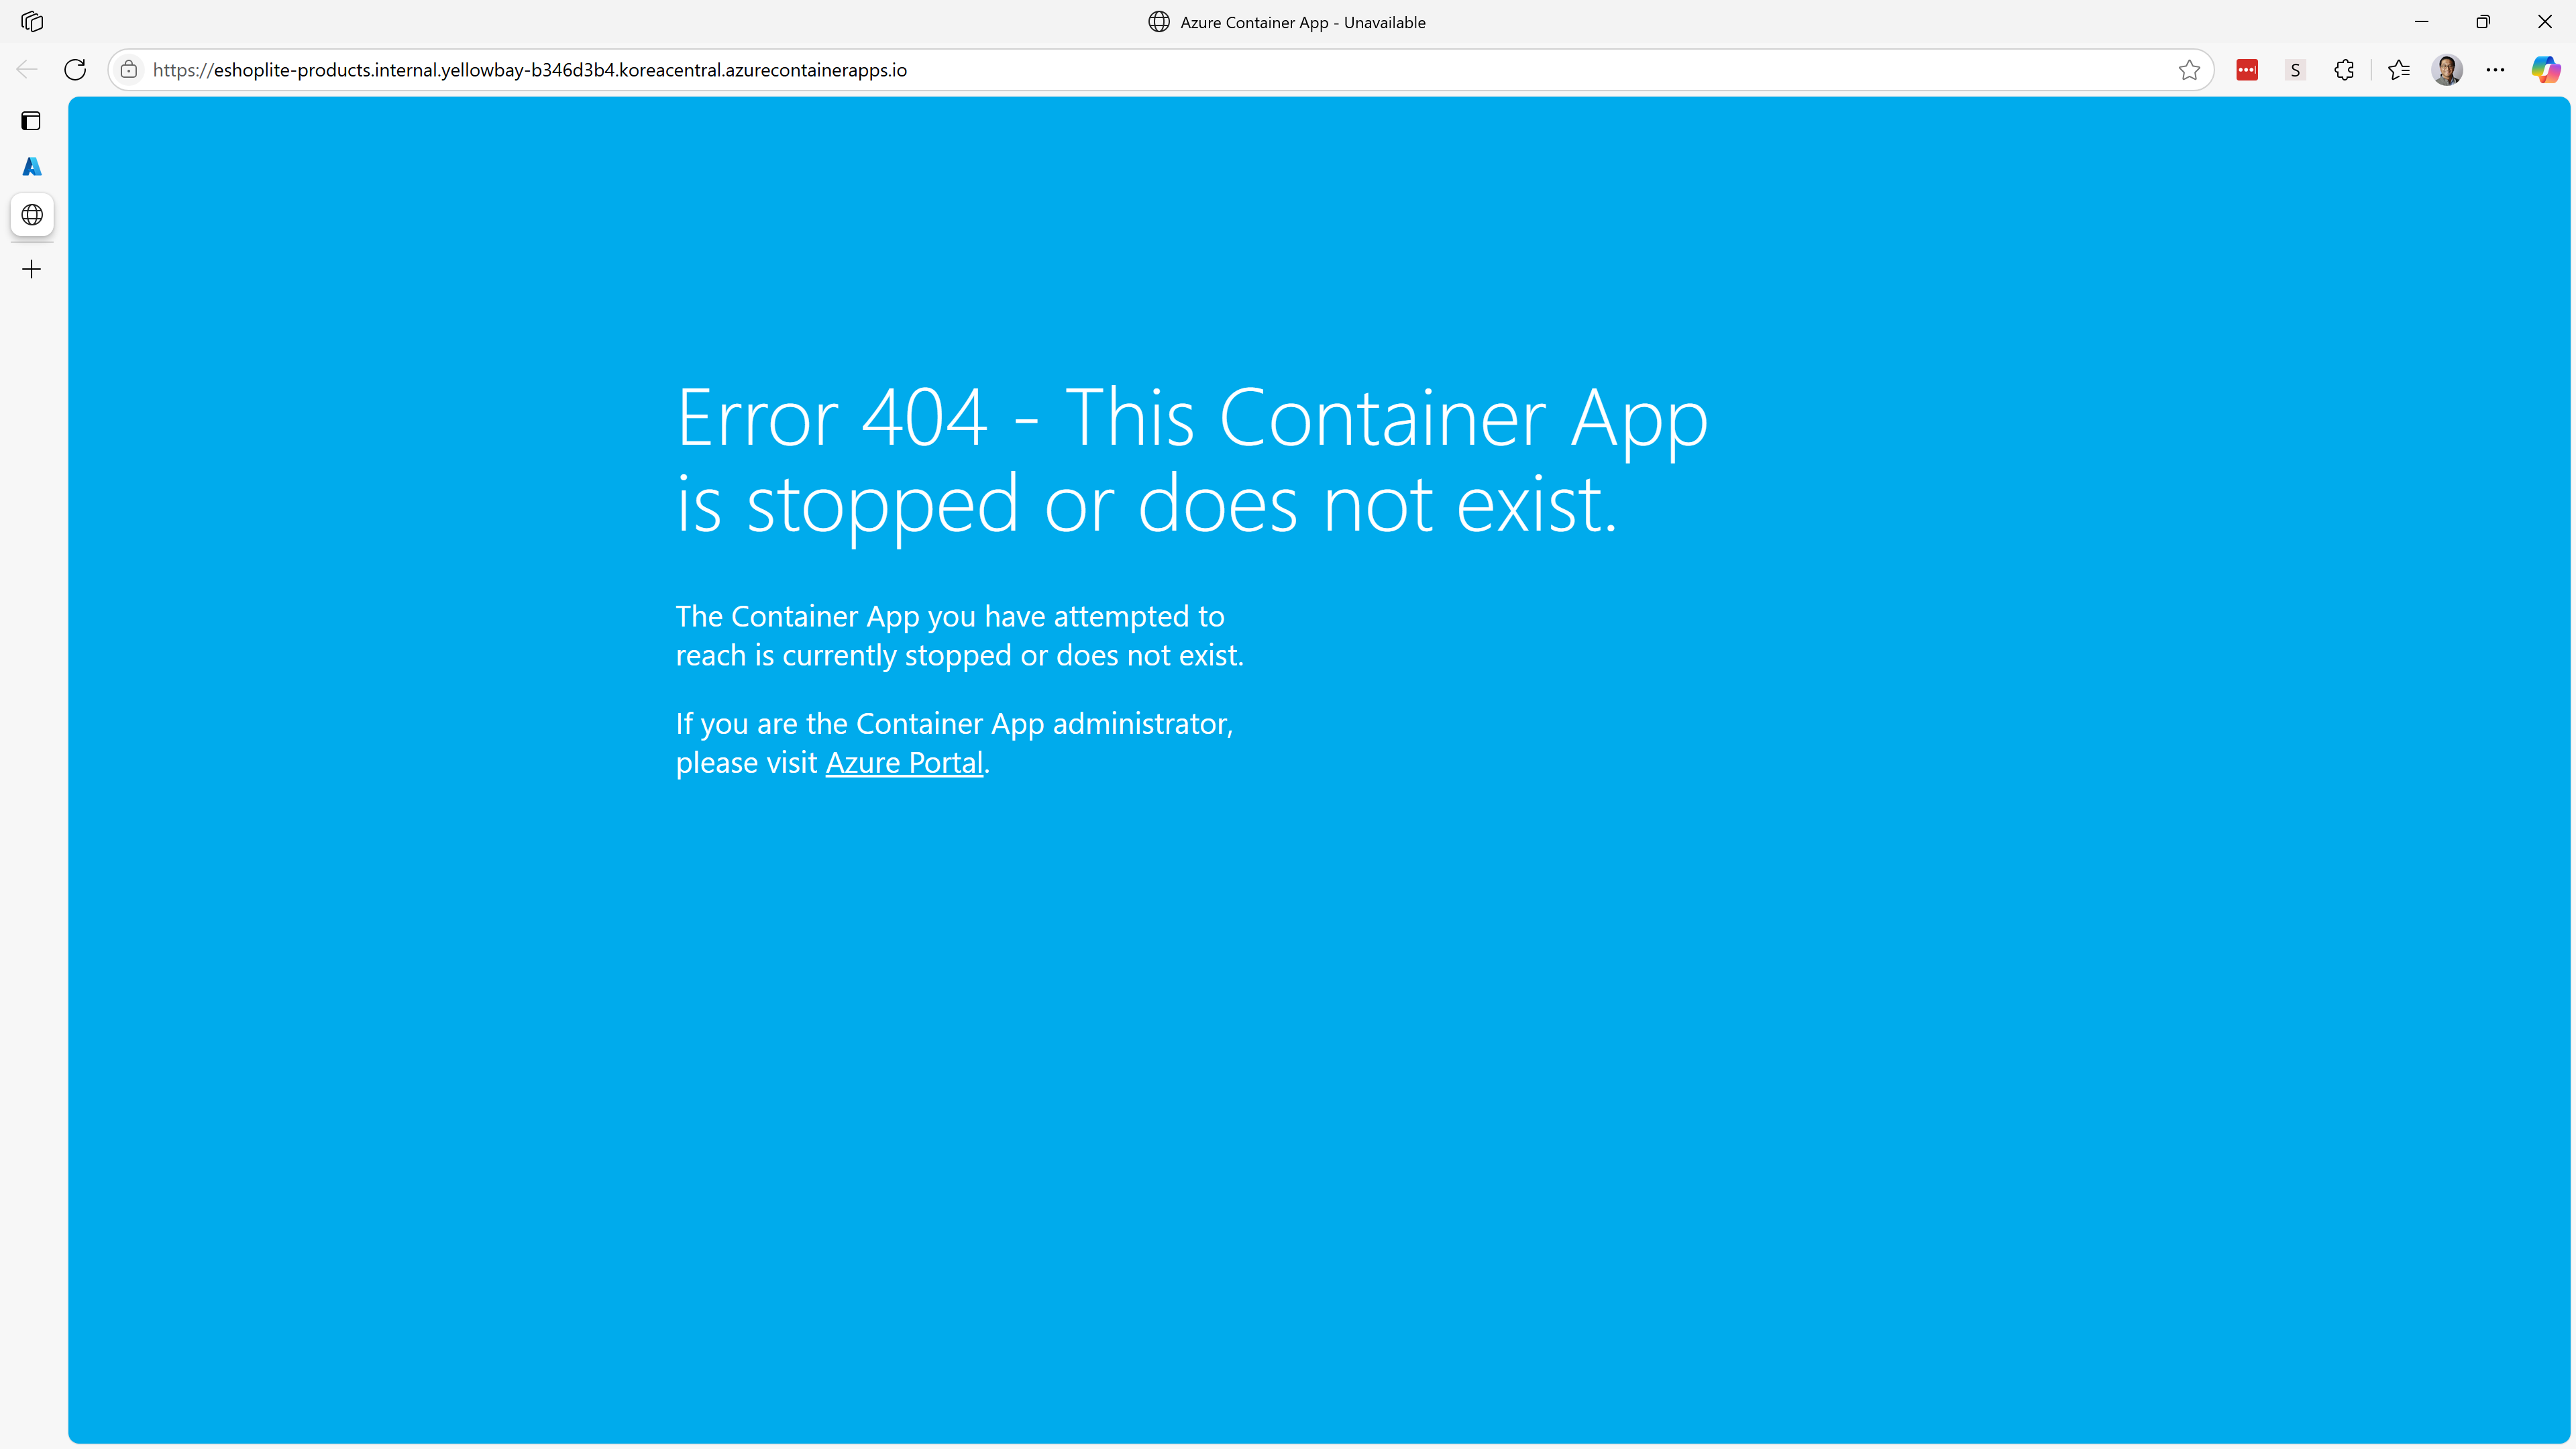 Azure Container App - Unavailable
https://eshoplite-products.internal.yellowbay-b346d3b4.koreacentral.azurecontainerapps.io
S
Error 404 - This Container App
is stopped or does not exist.
The Container App you have attempted to
reach is currently stopped or does not exist.
If you are the Container App administrator,
please visit Azure Portal.